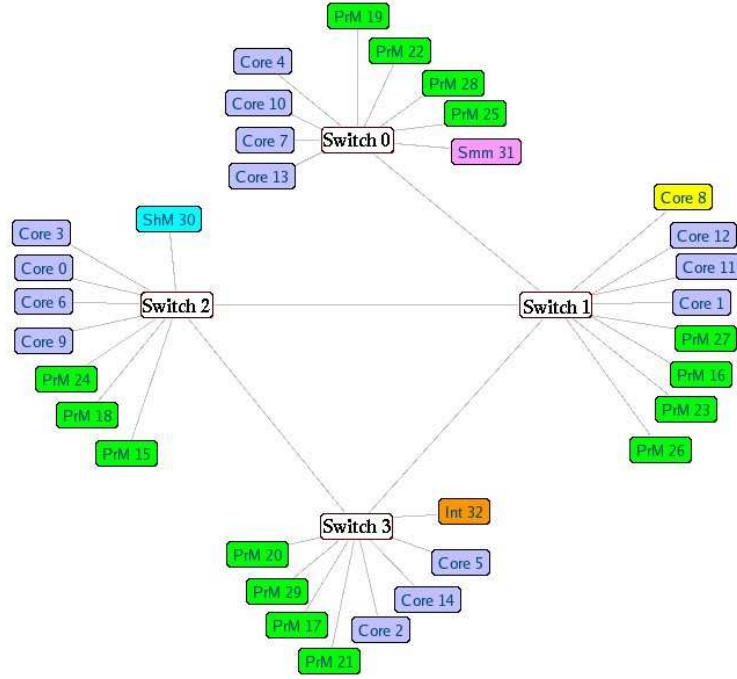 PrM 19
PrM 22
Core 4
PrM 28
Core 10
PrM 25
Core 7
Switch 0
Smm 31
Core 13
Core 8
ShM 30
Core 3
Core 12
Core 0
Core 11
Core 6
Switch 2
Switch 1
Core 1
Core 9
PrM 27
PrM 24
PrM 16
PrM 18
PrM 23
PrM 15
PrM 26
Int 32
Switch 3
PrM 20
Core 5
PrM 29
Core 14
PrM 17
Core 2
PrM 21